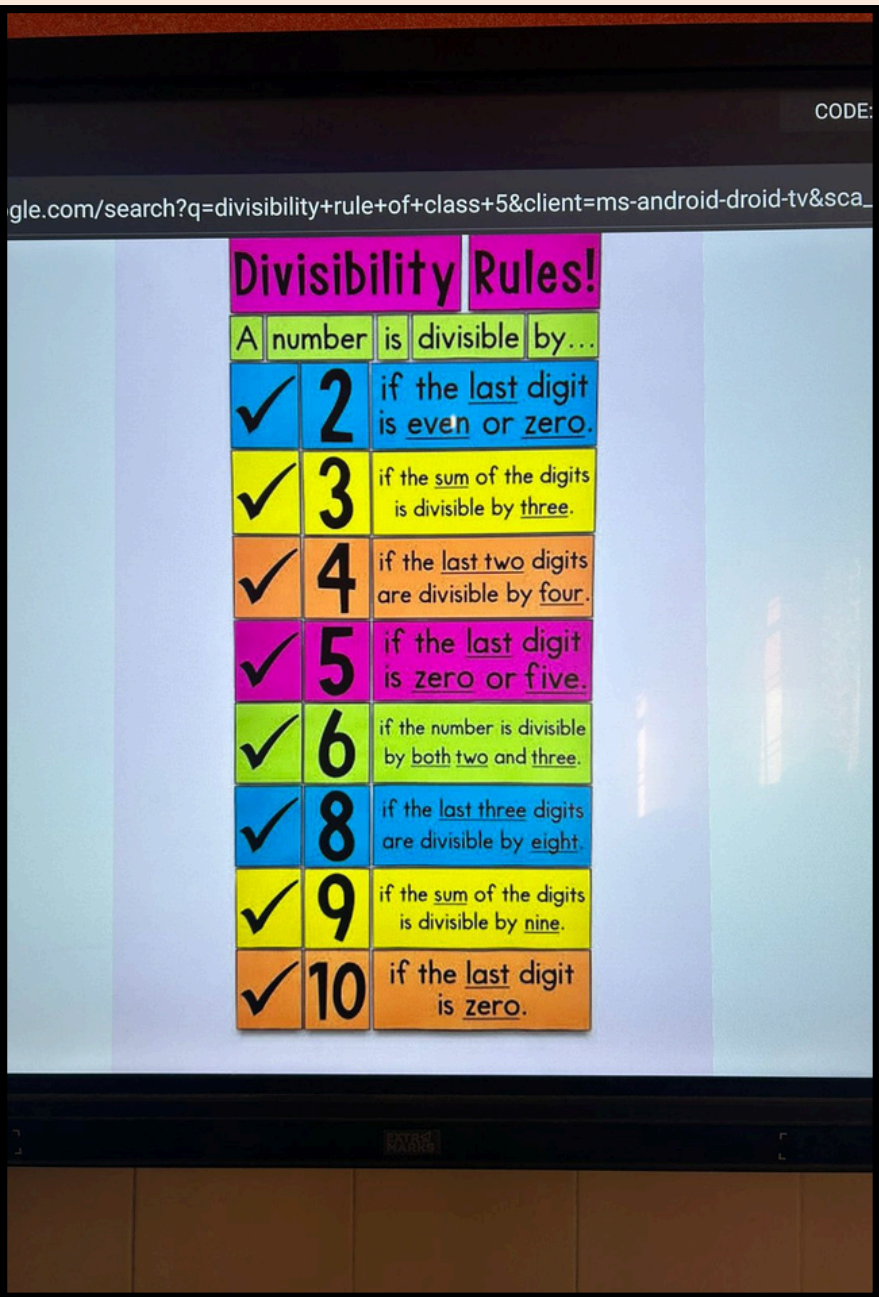 CODE:
gle.com/search?q=divisibility+rule+of+class+5&client=ms-android-droid-tv&sca_
Divisibility Rules!
A number is divisible by...
2 if the last digit
is even or zero.
3 if the sum of the digits
is divisible by three.
4 if the last two digits
are divisible by four.
5 if the last digit
is zero or five.
6 if the number is divisible
by both two and three.
8 if the last three digits
are divisible by eight.
9 if the sum of the digits
is divisible by nine.
10 if the last digit
is zero.
EXTRA
MARKS